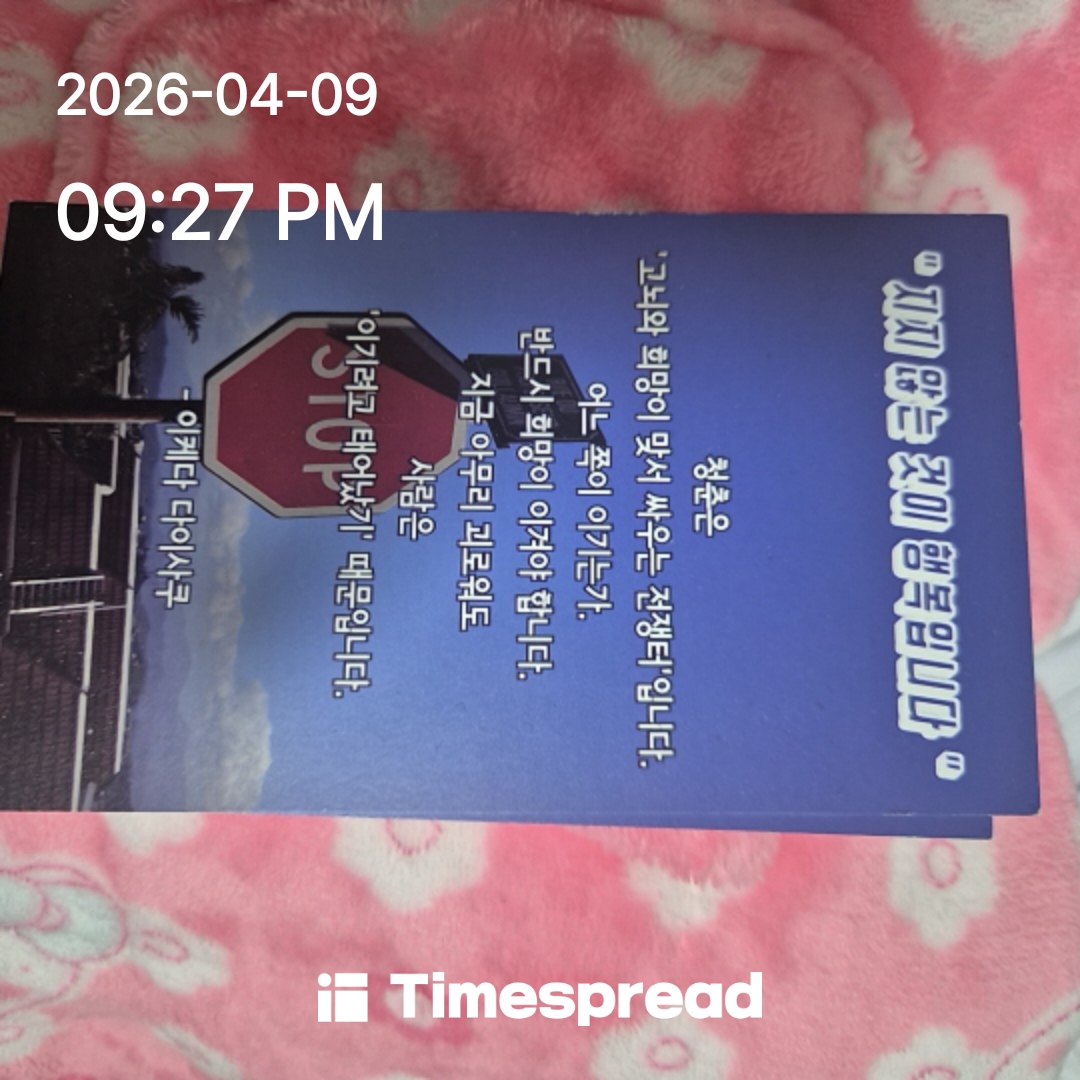 2026-04-09
09:27 PM
"지지 않는 것이 행복입니다"
청춘은
'고뇌와 희망이 맞서 싸우는 전쟁터'입니다.
어느 쪽이 이기는가.
반드시 희망이 이겨야 합니다.
지금 아무리 괴로워도
사람은
'이기려고 태어났기' 때문입니다.
-이케다 다이사쿠
STOP
Timespread